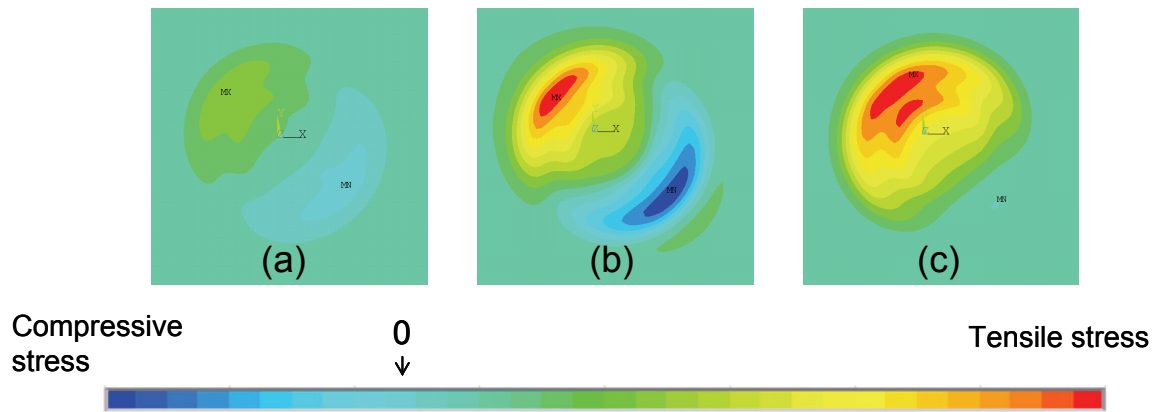 MX
Y
Z X
MN
(a)
MX
Y
Z X
MN
(b)
MX
Y
Z X
MN
(c)
Compressive
stress
0
Tensile stress